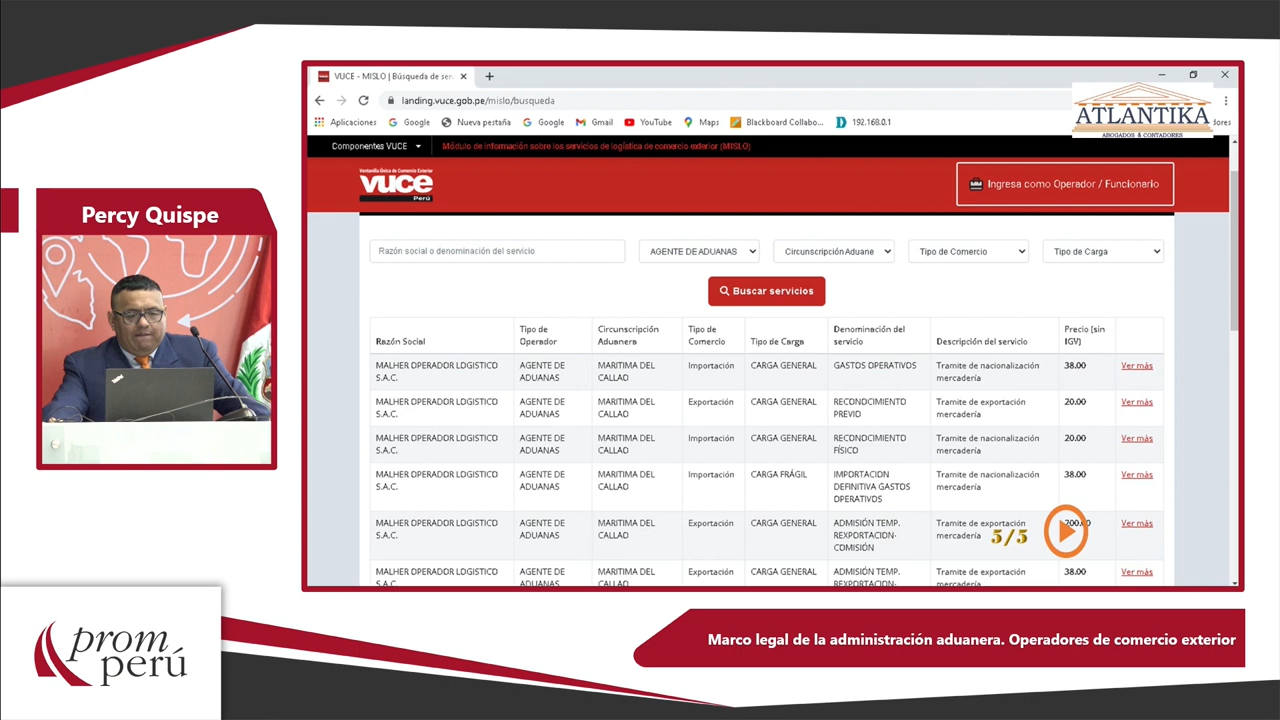 Percy Quispe
VUCE - MISLO | Búsqueda de ser
landing.vuce.gob.pe/mislo/busqueda
Aplicaciones Google Nueva pestaña Google Gmail YouTube Maps Blackboard Collabo... 192.168.0.1
ATLANTIKA
ABOGADOS & CONTADORES
dores
Componentes VUCE
Módulo de información sobre los servicios de logística de comercio exterior (MISLO)
Ventanilla Única de Comercio Exterior
vuce
Perú
Ingresa como Operador / Funcionario
Razón social o denominación del servicio
AGENTE DE ADUANAS
Circunscripción Aduane
Tipo de Comercio
Tipo de Carga
Buscar servicios
Razón Social Tipo de Operador Circunscripción Aduanera Tipo de Comercio Tipo de Carga Denominación del servicio Descripción del servicio Precio (sin IGV)
MALHER OPERADOR LOGISTICO S.A.C. AGENTE DE ADUANAS MARITIMA DEL CALLAO Importación CARGA GENERAL GASTOS OPERATIVOS Tramite de nacionalización mercadería 38.00 Ver más
MALHER OPERADOR LOGISTICO S.A.C. AGENTE DE ADUANAS MARITIMA DEL CALLAO Exportación CARGA GENERAL RECONOCIMIENTO PREVIO Tramite de exportación mercadería 20.00 Ver más
MALHER OPERADOR LOGISTICO S.A.C. AGENTE DE ADUANAS MARITIMA DEL CALLAO Importación CARGA GENERAL RECONOCIMIENTO FÍSICO Tramite de nacionalización mercadería 20.00 Ver más
MALHER OPERADOR LOGISTICO S.A.C. AGENTE DE ADUANAS MARITIMA DEL CALLAO Importación CARGA FRÁGIL IMPORTACION DEFINITIVA GASTOS OPERATIVOS Tramite de nacionalización mercadería 38.00 Ver más
MALHER OPERADOR LOGISTICO S.A.C. AGENTE DE ADUANAS MARITIMA DEL CALLAO Exportación CARGA GENERAL ADMISIÓN TEMP. REXPORTACION- COMISIÓN Tramite de exportación mercadería 200.00 Ver más
5/5
MALHER OPERADOR LOGISTICO S.A.C. AGENTE DE ADUANAS MARITIMA DEL CALLAO Exportación CARGA GENERAL ADMISIÓN TEMP. REXPORTACION- Tramite de exportación mercadería 38.00 Ver más
prom
perú
Marco legal de la administración aduanera. Operadores de comercio exterior